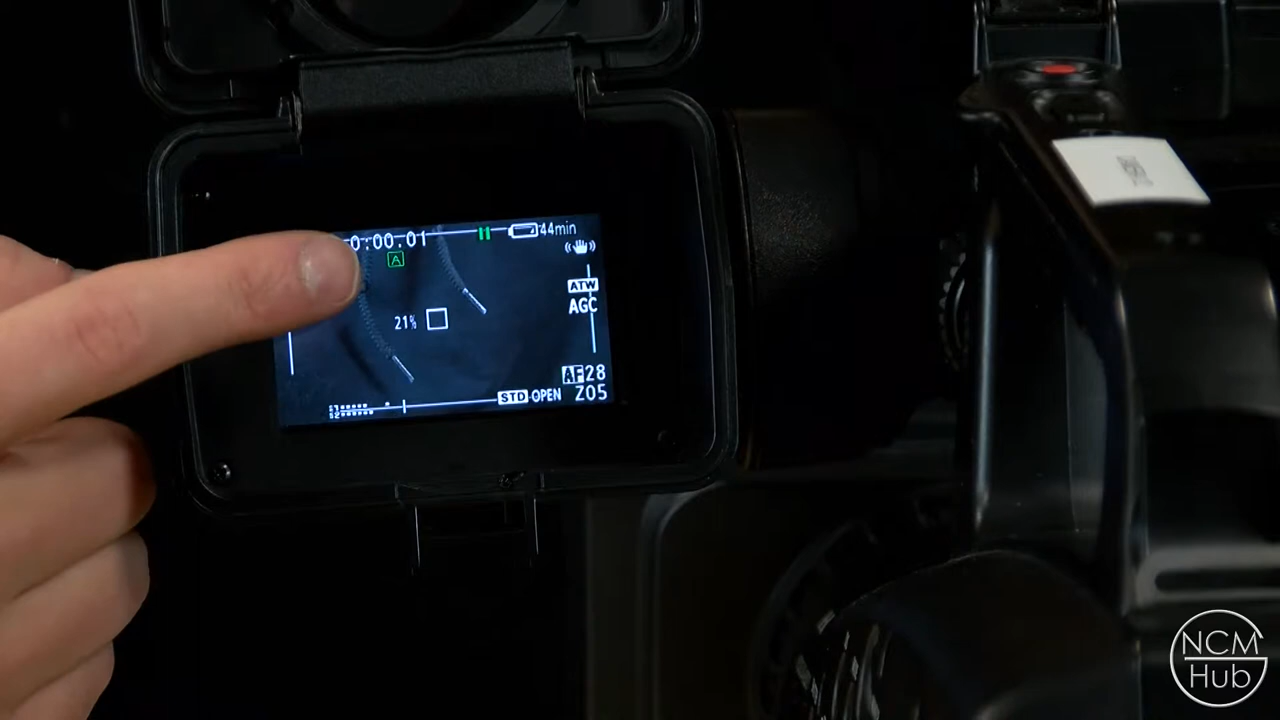 0:00.01
44min
A
ATW
AGC
21%
AF28
STD OPEN
Z05
NCM
Hub